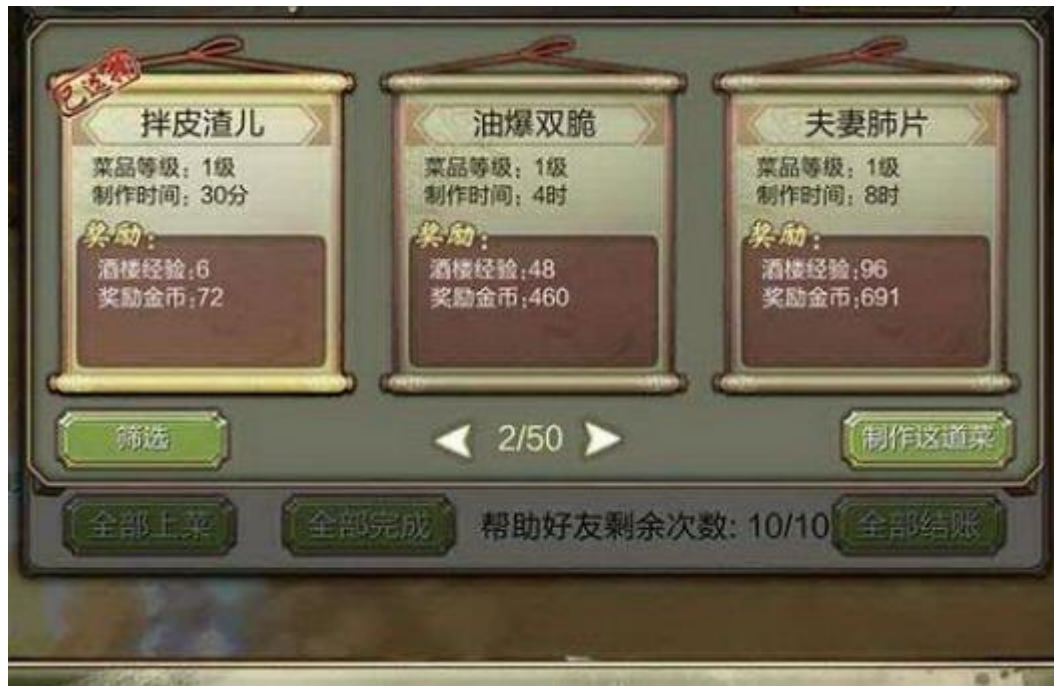 已选择
拌皮渣儿
菜品等级：1级
制作时间：30分
奖励：
酒楼经验：6
奖励金币：72
油爆双脆
菜品等级：1级
制作时间：4时
奖励：
酒楼经验：48
奖励金币：460
夫妻肺片
菜品等级：1级
制作时间：8时
奖励：
酒楼经验：96
奖励金币：691
筛选
2/50
制作这道菜
全部上菜
全部完成
帮助好友剩余次数: 10/10
全部结账